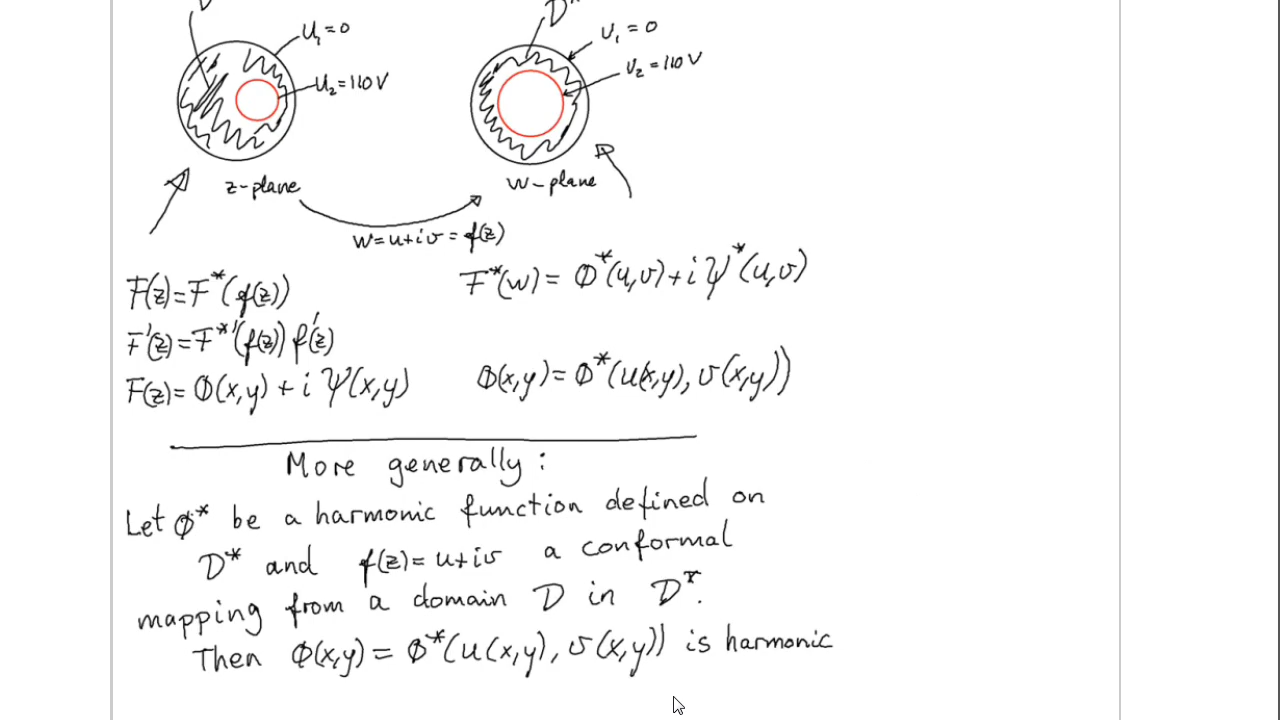 D
U₁=0
U₂=110V
D*
U₁=0
U₂=110V
z-plane
w-plane
w=u+iv=f(z)
F(z)=F*(f(z))
F*(w)=Φ*(u,v)+iΨ*(u,v)
F'(z)=F*'(f(z))f'(z)
F(z)=Φ(x,y)+iΨ(x,y)
Φ(x,y)=Φ*(u(x,y),v(x,y))
More generally:
Let Φ* be a harmonic function defined on
D* and f(z)=u+iv a conformal
mapping from a domain D in D*.
Then Φ(x,y)=Φ*(u(x,y),v(x,y)) is harmonic